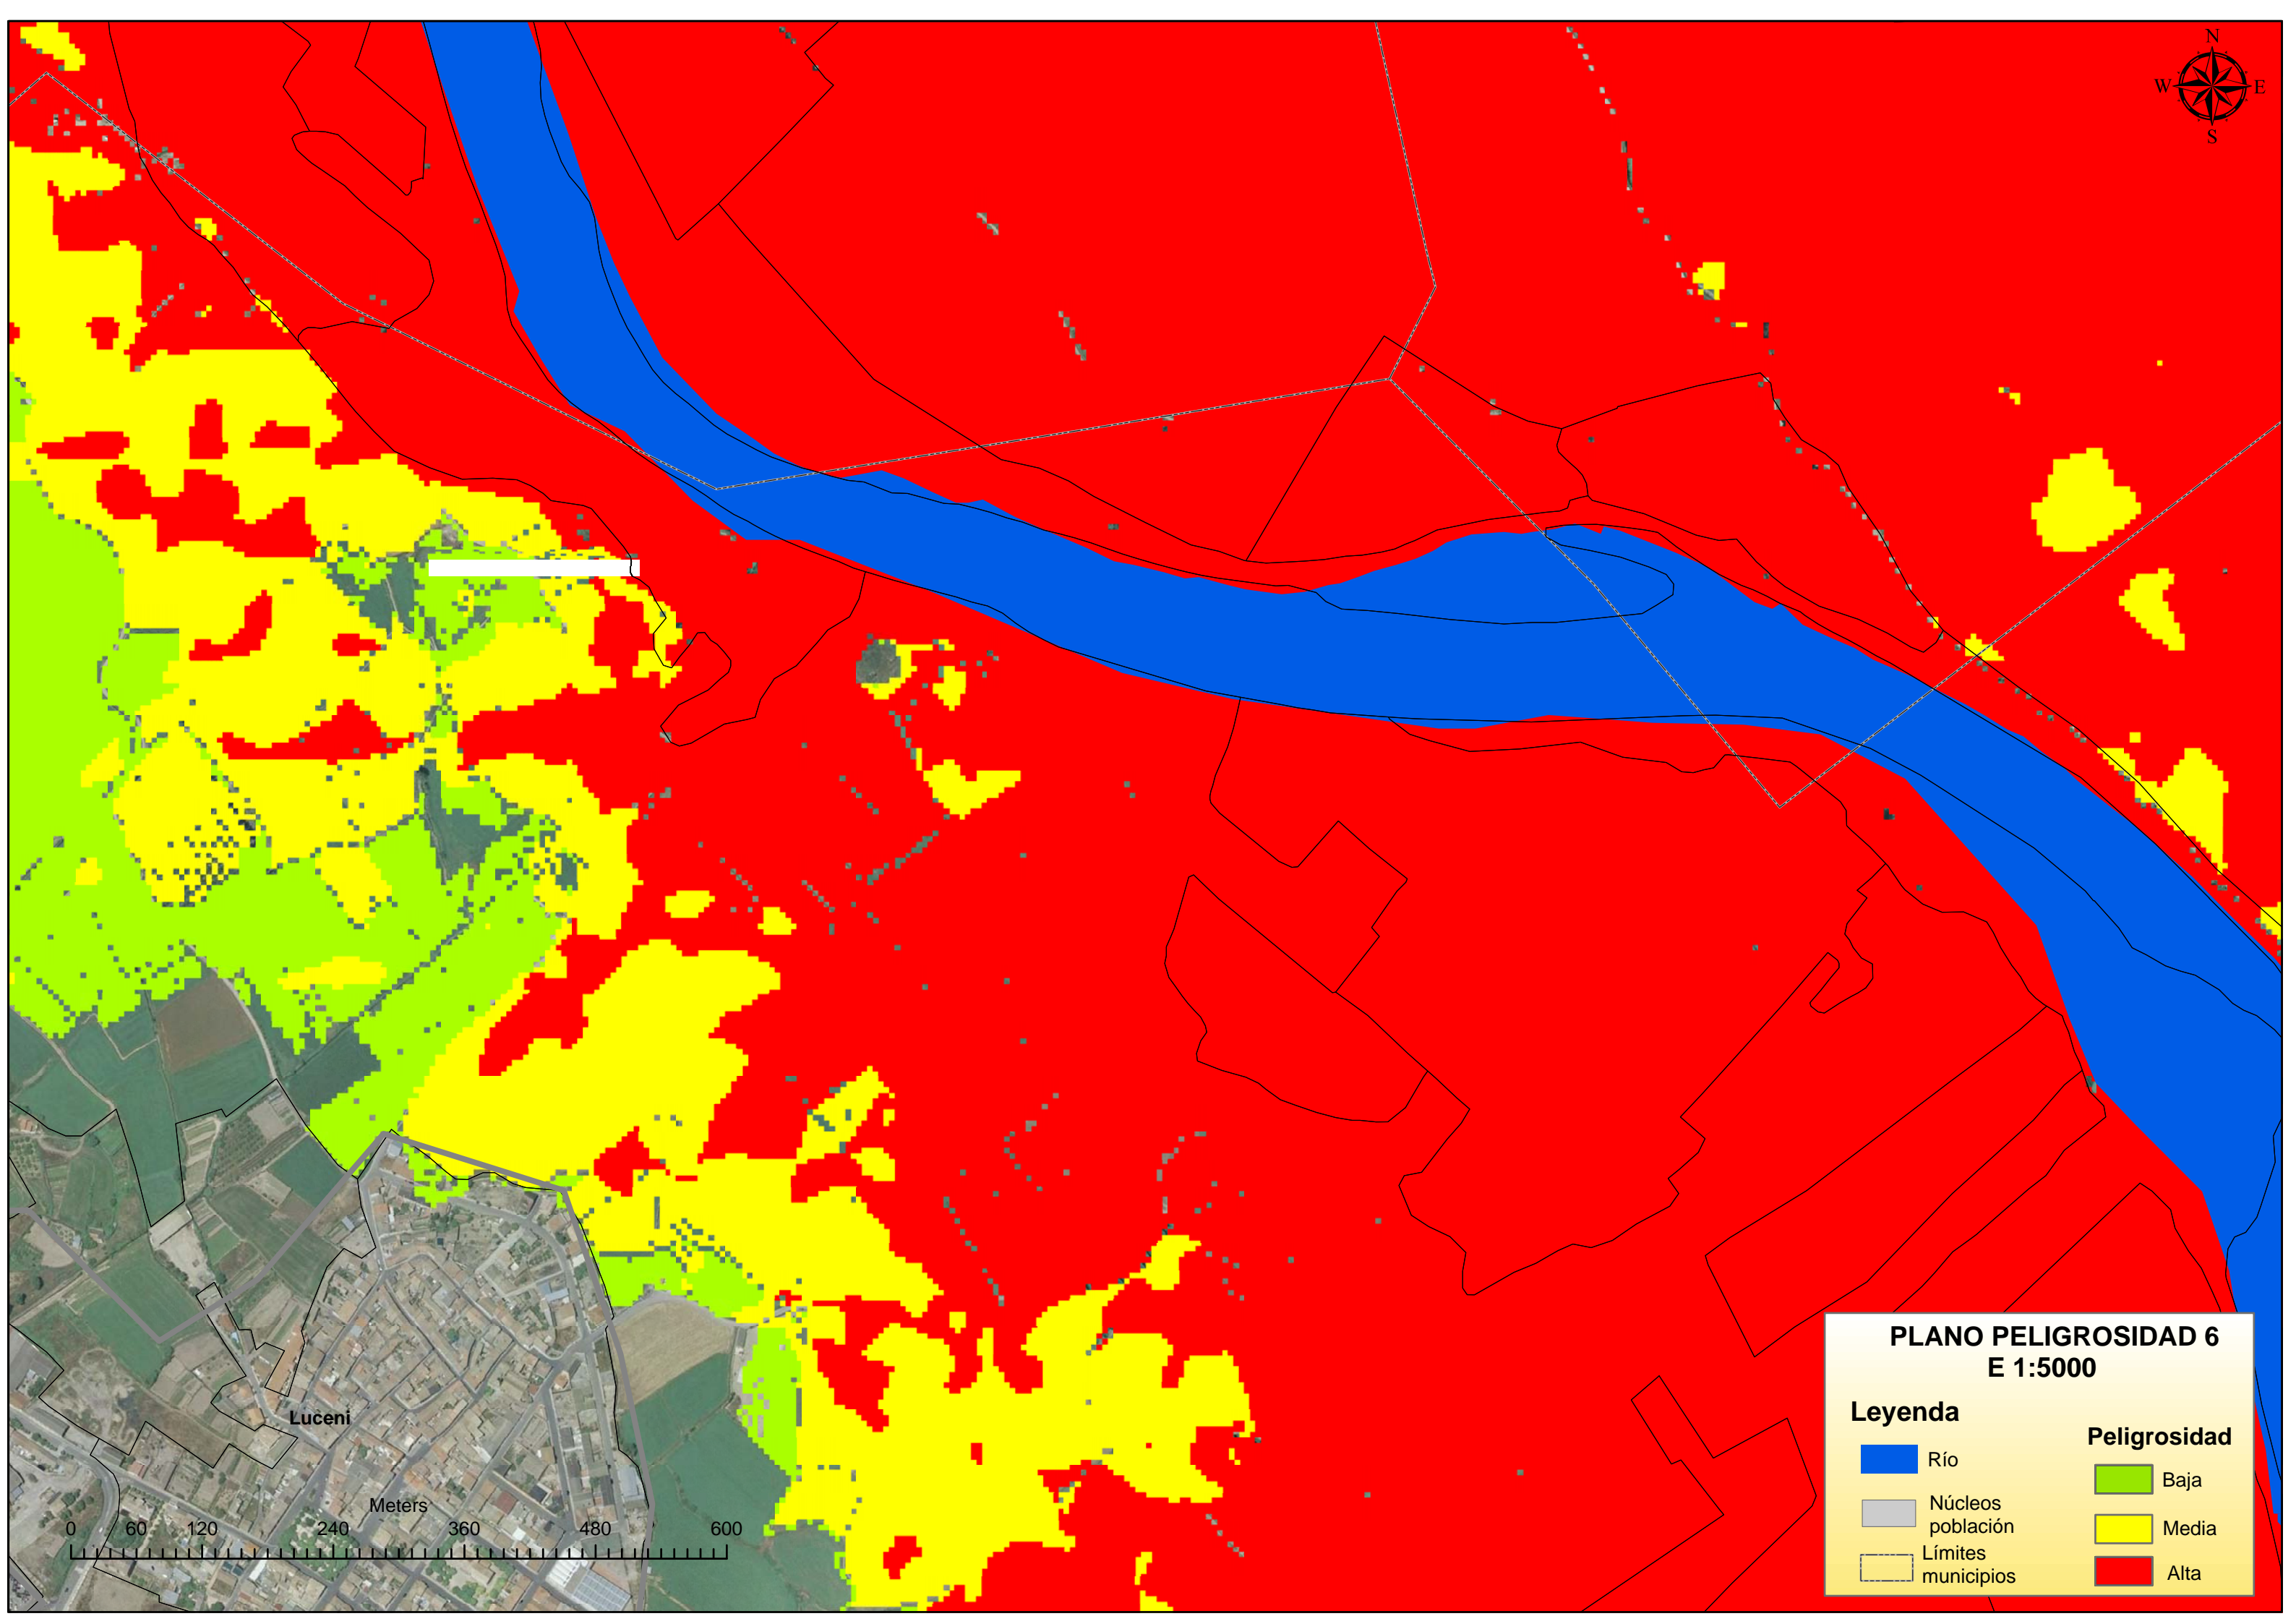 N
W E
S
Luceni
Meters
0 60 120 240 360 480 600
PLANO PELIGROSIDAD 6
E 1:5000
Leyenda
Río
Núcleos
población
Límites
municipios
Peligrosidad
Baja
Media
Alta